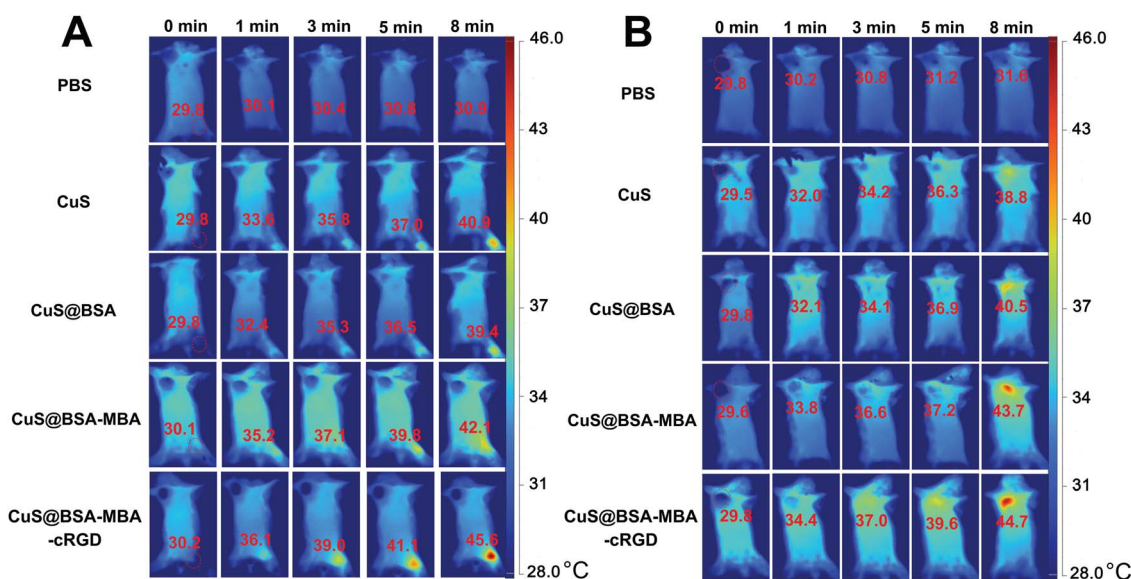 A
0 min 1 min 3 min 5 min 8 min
PBS
29.8 30.1 30.4 30.8 30.9
CuS
29.8 33.6 35.8 37.0 40.9
CuS@BSA
29.8 32.4 35.3 36.5 39.4
CuS@BSA-MBA
30.1 35.2 37.1 39.8 42.1
CuS@BSA-MBA
-cRGD
30.2 36.1 39.0 41.1 45.6
46.0
43
40
37
34
31
28.0 °C
B
0 min 1 min 3 min 5 min 8 min
PBS
29.8 30.2 30.8 31.2 31.6
CuS
29.5 32.0 34.2 36.3 38.8
CuS@BSA
29.8 32.1 34.1 36.9 40.5
CuS@BSA-MBA
29.6 33.8 36.6 37.2 43.7
CuS@BSA-MBA
-cRGD
29.8 34.4 37.0 39.6 44.7
46.0
43
40
37
34
31
28.0 °C